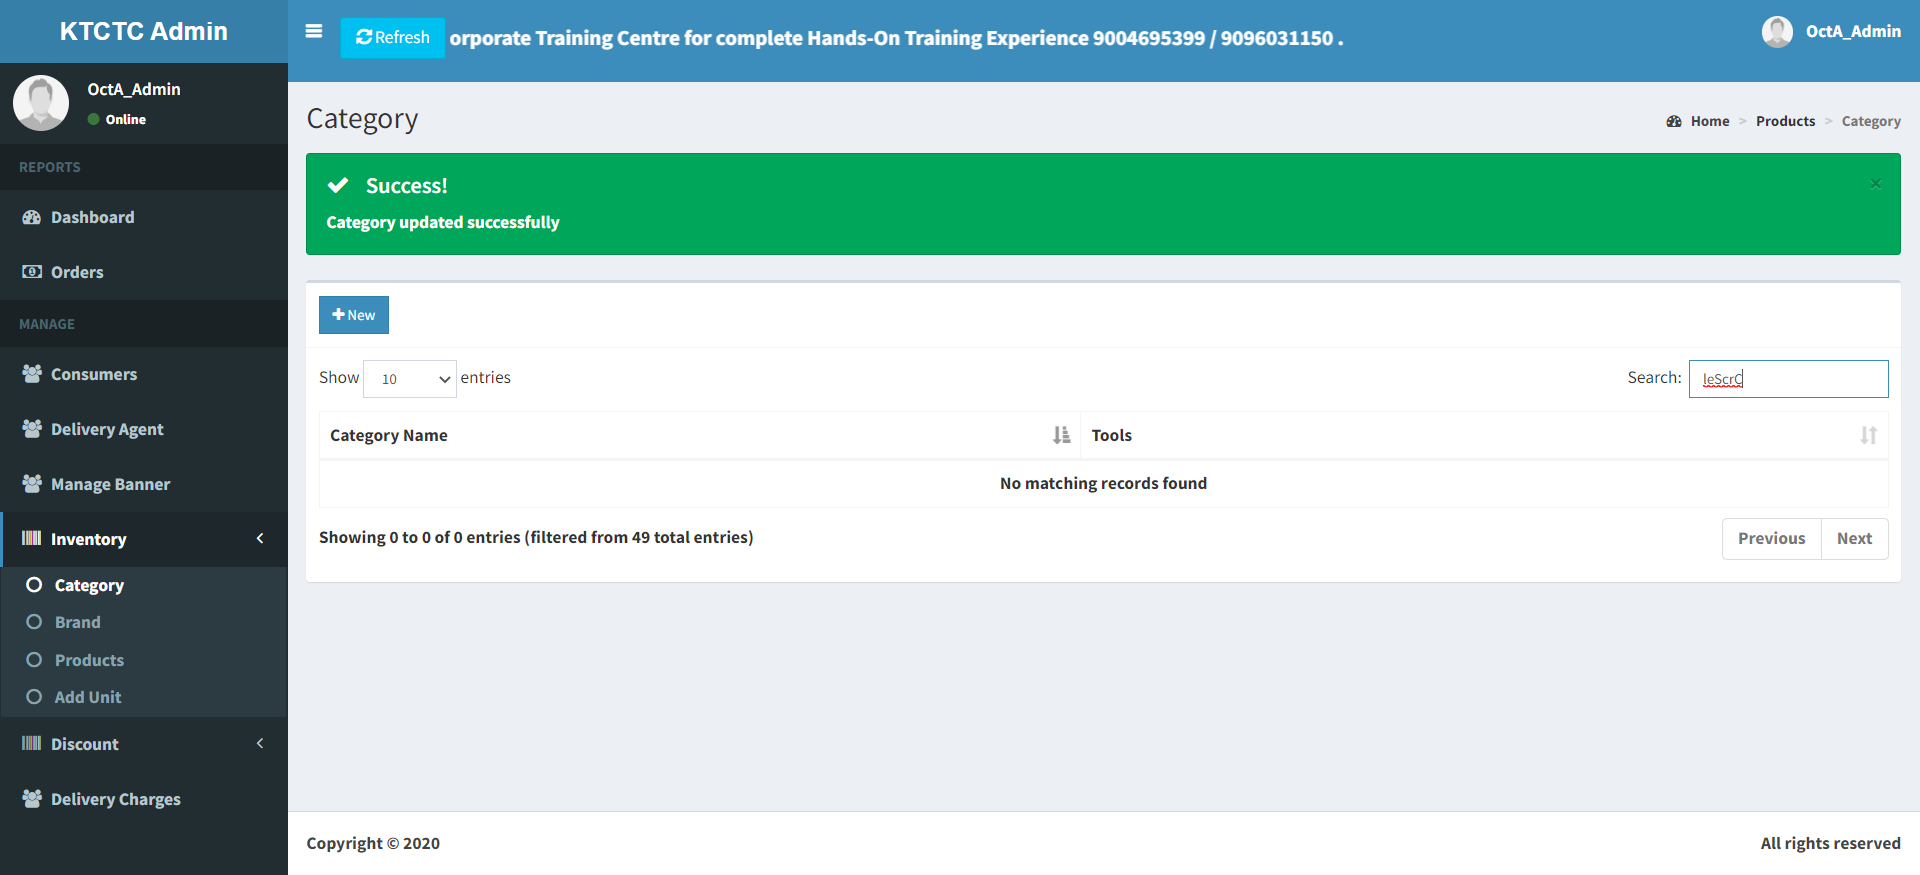 KTCTC Admin
Refresh
orporate Training Centre for complete Hands-On Training Experience 9004695399 / 9096031150 .
OctA_Admin
OctA_Admin
Online
REPORTS
Dashboard
Orders
MANAGE
Consumers
Delivery Agent
Manage Banner
Inventory
Category
Brand
Products
Add Unit
Discount
Delivery Charges
Category
Home > Products > Category
Success!
×
Category updated successfully
New
Show 10 entries
Search: leScrC
Category Name
Tools
No matching records found
Showing 0 to 0 of 0 entries (filtered from 49 total entries)
Previous
Next
Copyright © 2020
All rights reserved